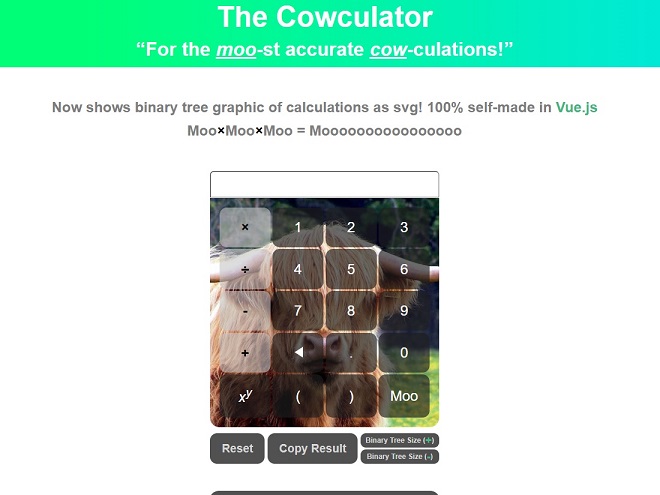 The Cowculator
“For the moo-st accurate cow-culations!”
Now shows binary tree graphic of calculations as svg! 100% self-made in Vue.js
Moo×Moo×Moo = Moooooooooooooooo
× 1 2 3
÷ 4 5 6
- 7 8 9
+ ◀ . 0
xy ( ) Moo
Reset Copy Result Binary Tree Size (+)
Binary Tree Size (-)